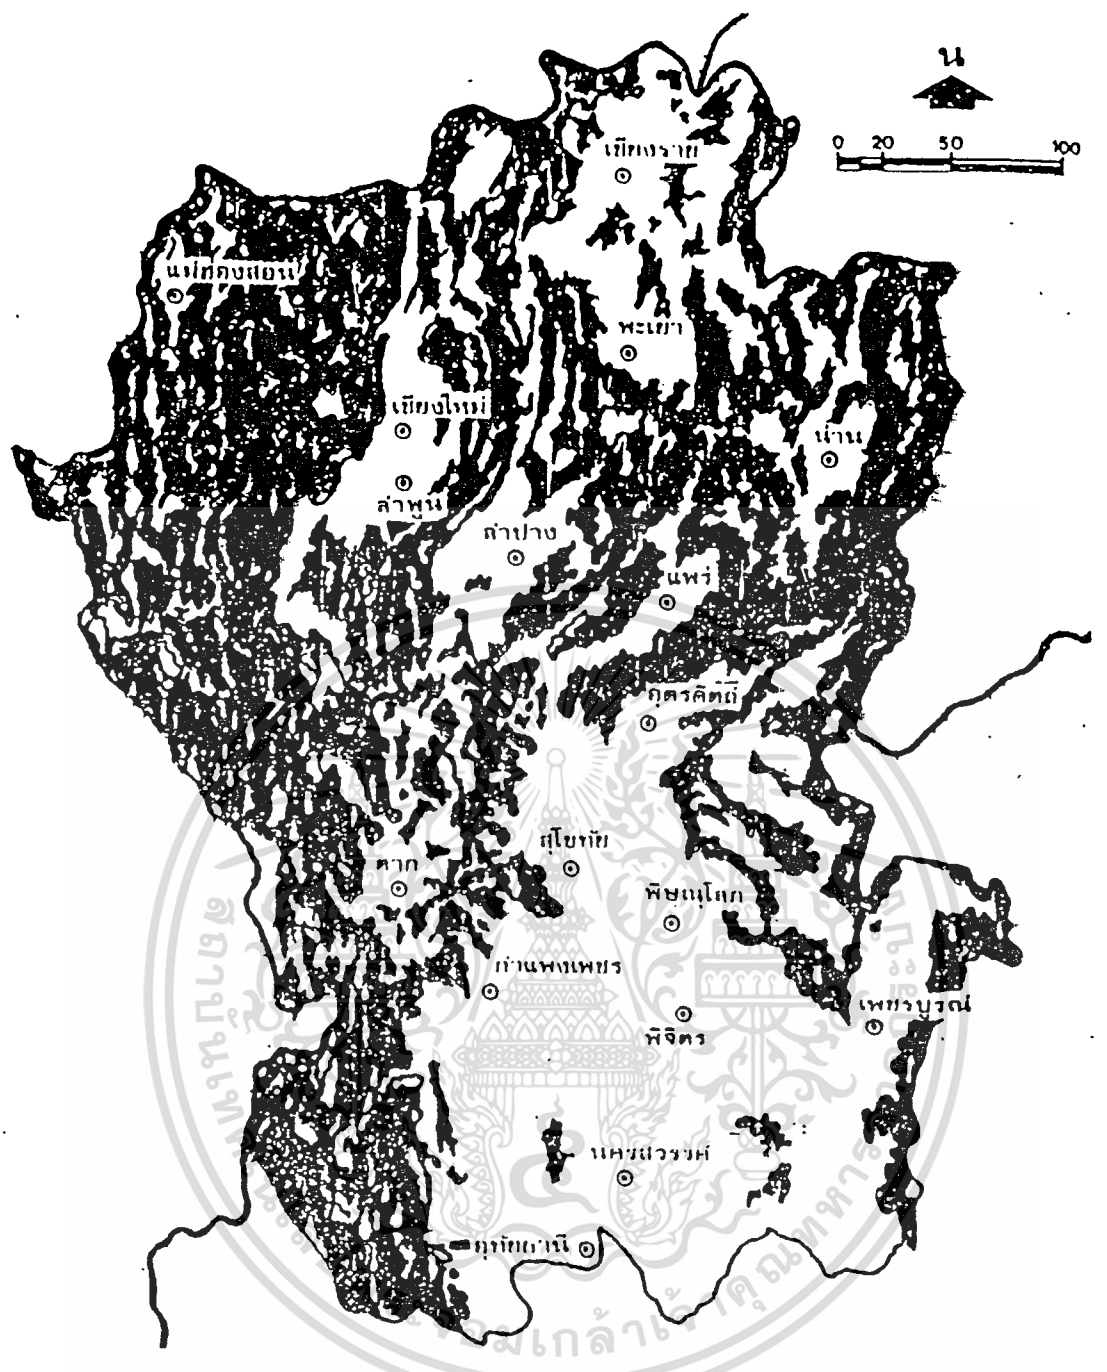 น
0 20 50 100
เชียงราย
แม่ฮ่องสอน
พะเยา
เชียงใหม่
น่าน
ลำพูน
ลำปาง
แพร่
อุตรดิตถ์
สุโขทัย
ตาก
พิษณุโลก
กำแพงเพชร
เพชรบูรณ์
พิจิตร
นครสวรรค์
อุทัยธานี